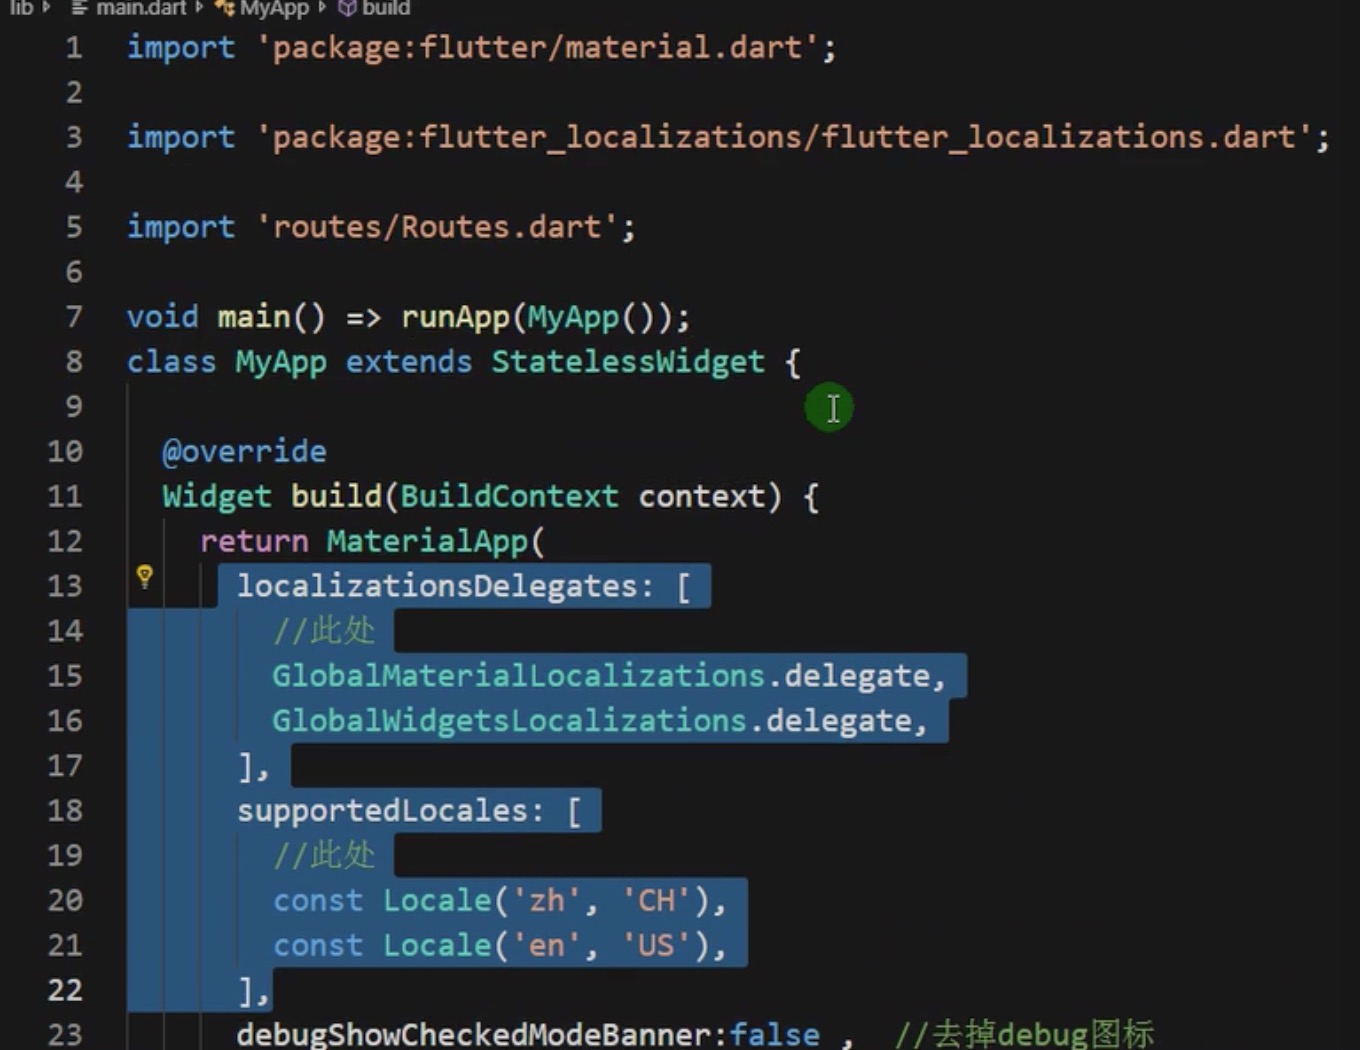 lib main.dart MyApp build
1 import 'package:flutter/material.dart';
2
3 import 'package:flutter_localizations/flutter_localizations.dart';
4
5 import 'routes/Routes.dart';
6
7 void main() => runApp(MyApp());
8 class MyApp extends StatelessWidget {
9
10 @override
11 Widget build(BuildContext context) {
12 return MaterialApp(
13 localizationsDelegates: [
14 //此处
15 GlobalMaterialLocalizations.delegate,
16 GlobalWidgetsLocalizations.delegate,
17 ],
18 supportedLocales: [
19 //此处
20 const Locale('zh', 'CH'),
21 const Locale('en', 'US'),
22 ],
23 debugShowCheckedModeBanner:false , //去掉debug图标